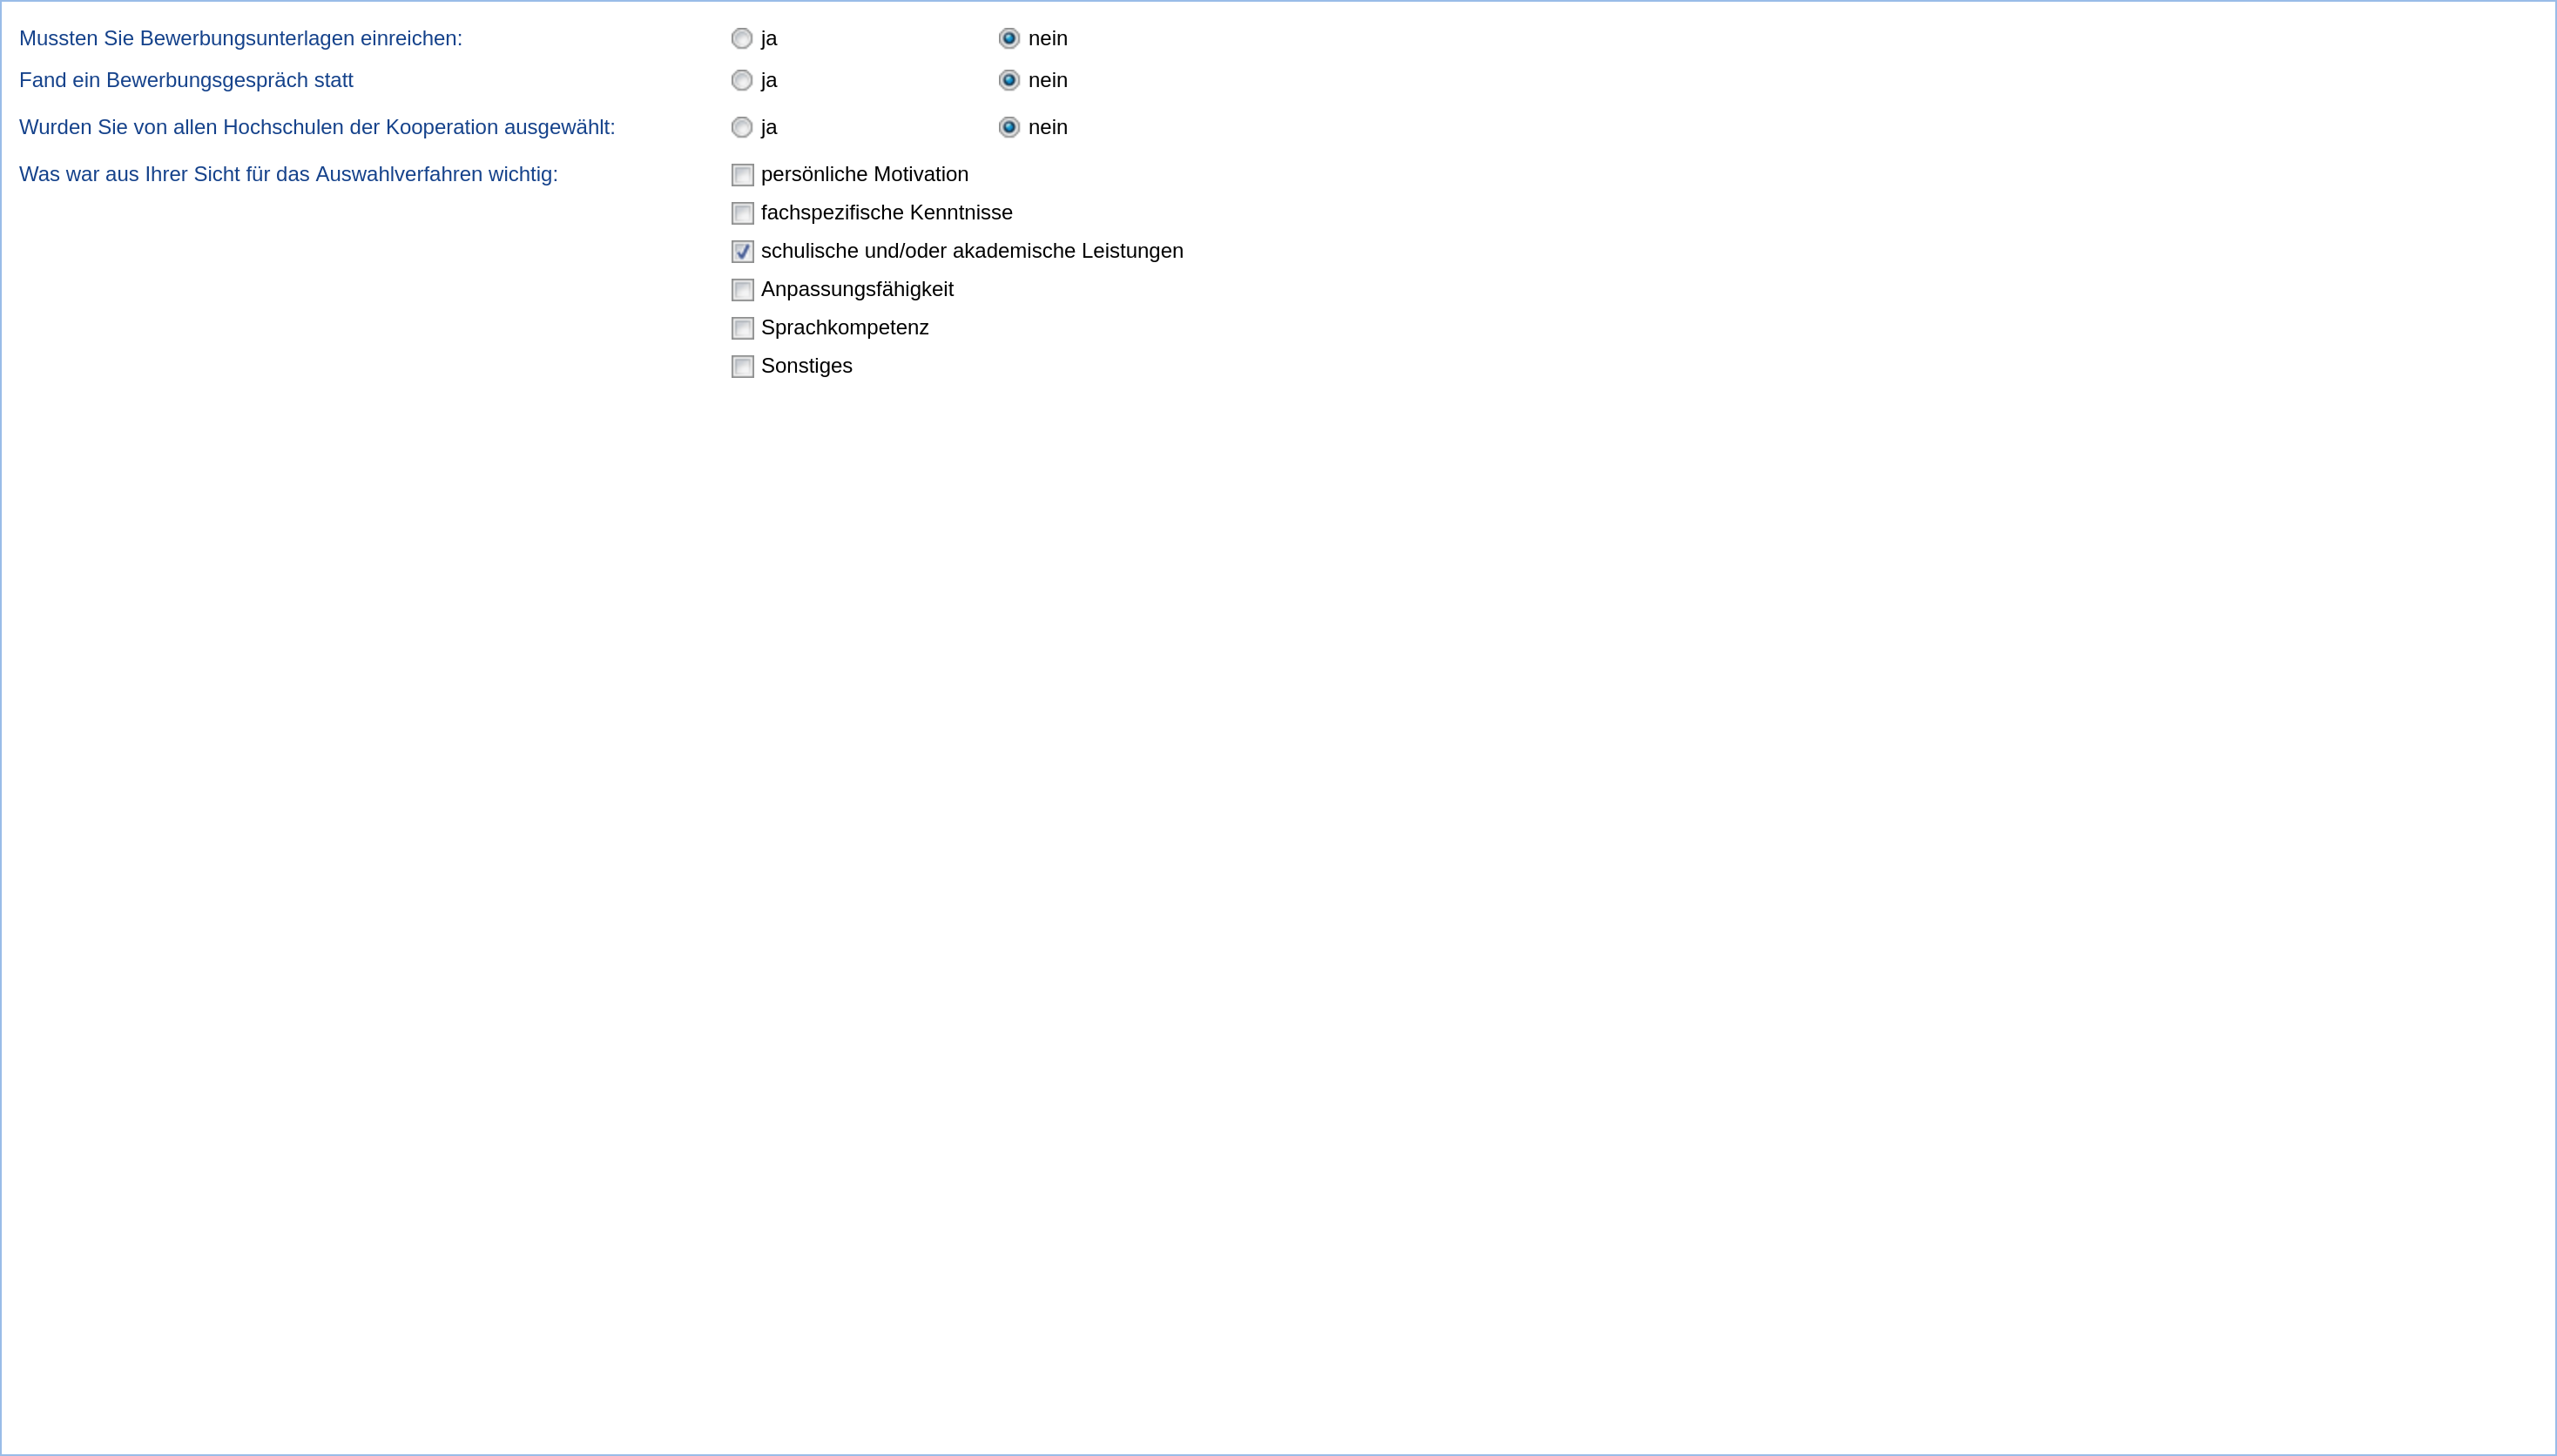 Mussten Sie Bewerbungsunterlagen einreichen: ja nein
Fand ein Bewerbungsgespräch statt ja nein
Wurden Sie von allen Hochschulen der Kooperation ausgewählt: ja nein
Was war aus Ihrer Sicht für das Auswahlverfahren wichtig: persönliche Motivation
fachspezifische Kenntnisse
schulische und/oder akademische Leistungen
Anpassungsfähigkeit
Sprachkompetenz
Sonstiges